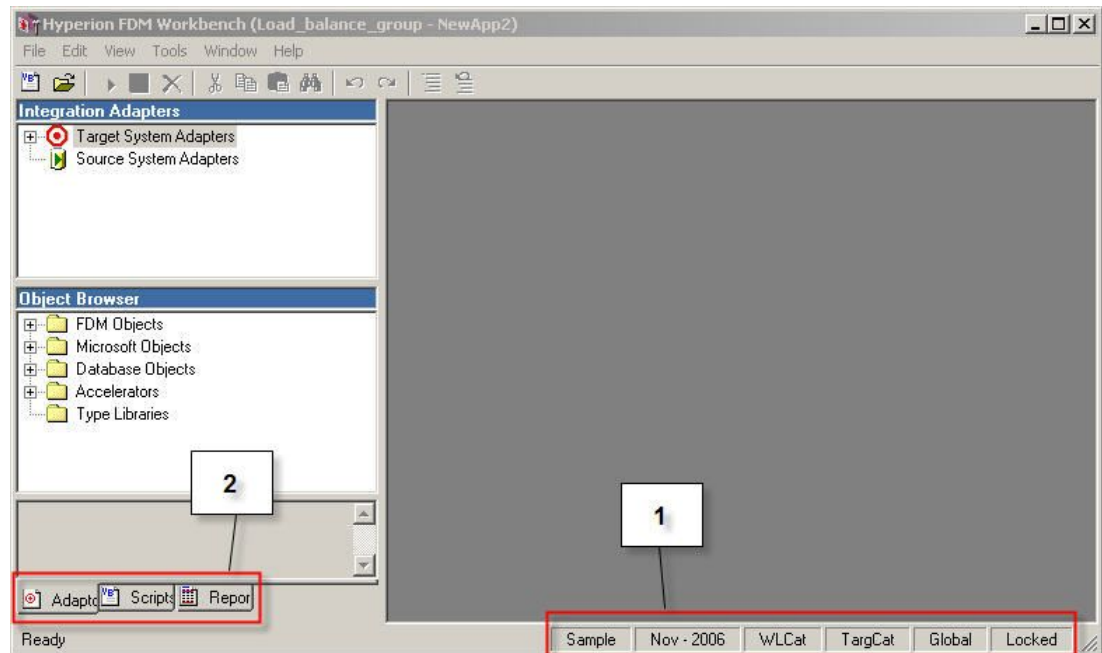 Hyperion FDM Workbench (Load_balance_group - NewApp2)
File Edit View Tools Window Help
Integration Adapters
Target System Adapters
Source System Adapters
Object Browser
FDM Objects
Microsoft Objects
Database Objects
Accelerators
Type Libraries
2
1
Adapto Scripts Repor
Ready Sample Nov - 2006 WLCat TargCat Global Locked